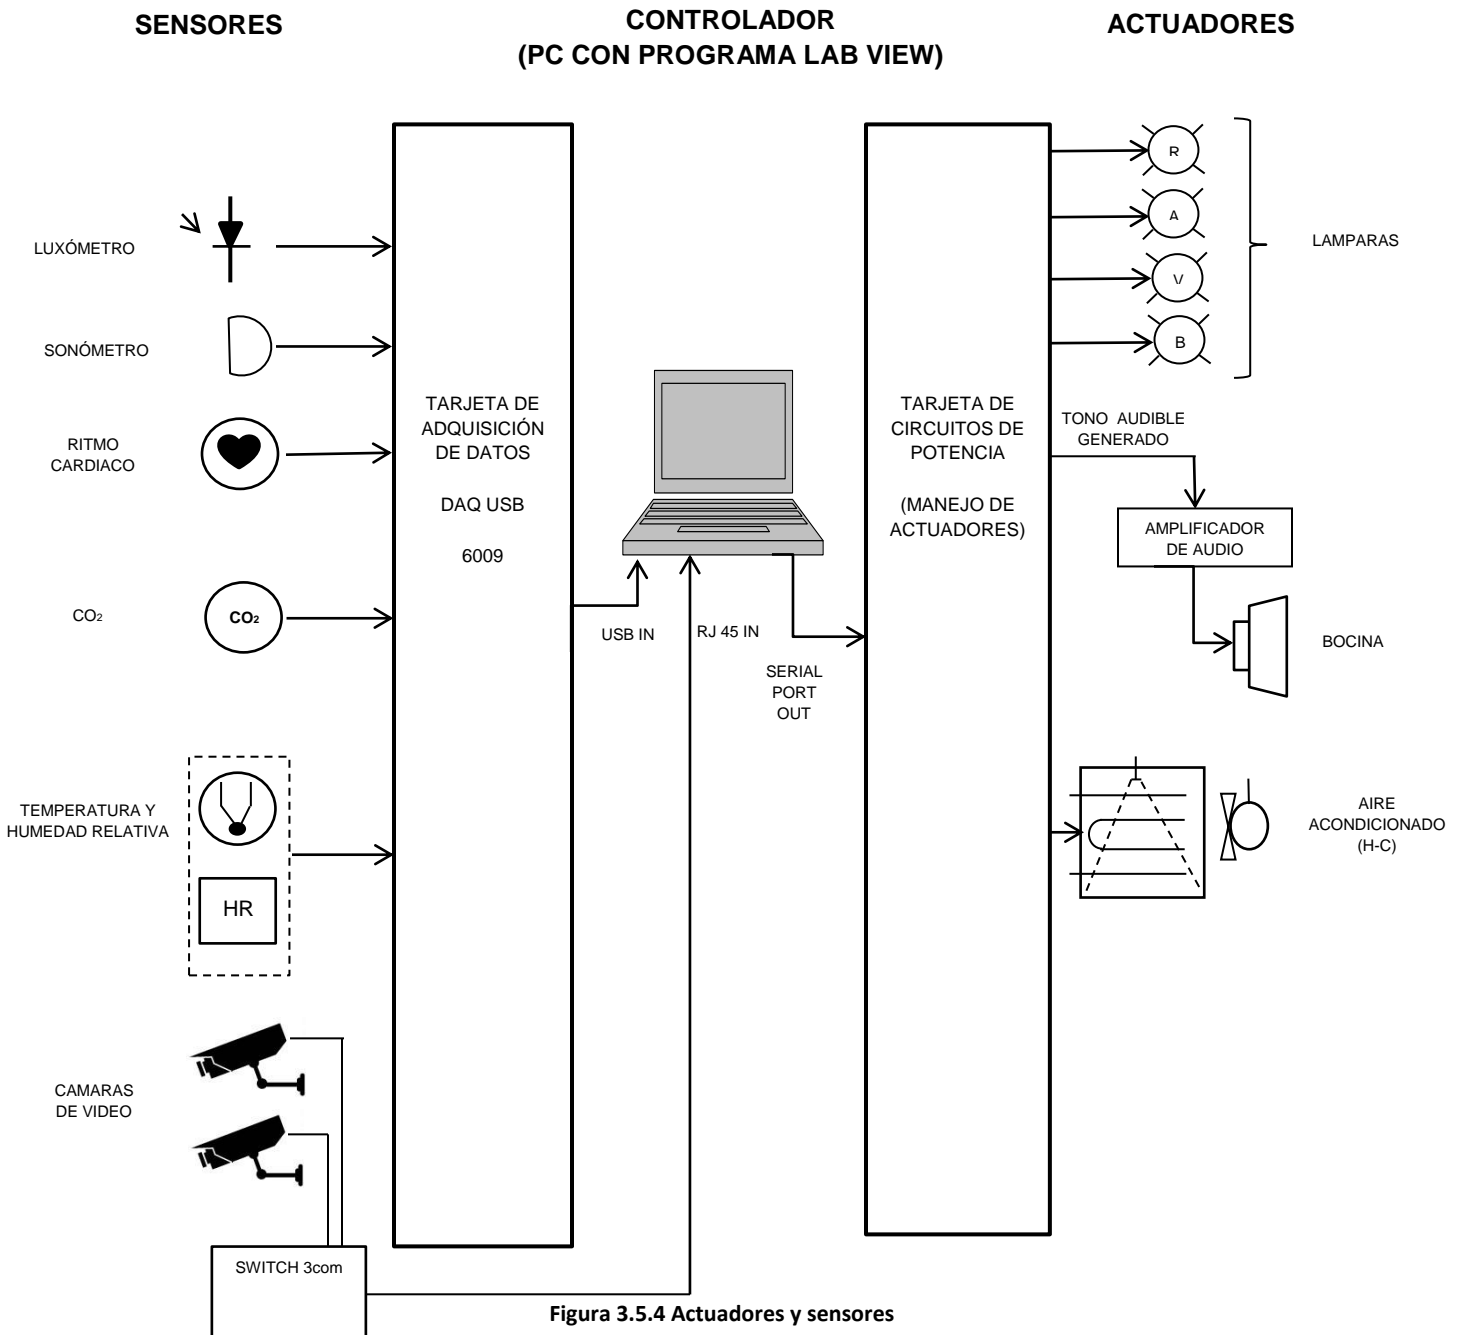 SENSORES
CONTROLADOR
(PC CON PROGRAMA LAB VIEW)
ACTUADORES
LUXÓMETRO
SONÓMETRO
RITMO
CARDIACO
CO2
CO2
TEMPERATURA Y
HUMEDAD RELATIVA
HR
CAMARAS
DE VIDEO
SWITCH 3com
TARJETA DE
ADQUISICIÓN
DE DATOS
DAQ USB
6009
USB IN
RJ 45 IN
SERIAL
PORT
OUT
TARJETA DE
CIRCUITOS DE
POTENCIA
(MANEJO DE
ACTUADORES)
R
A
V
B
LAMPARAS
TONO AUDIBLE
GENERADO
AMPLIFICADOR
DE AUDIO
BOCINA
AIRE
ACONDICIONADO
(H-C)
Figura 3.5.4 Actuadores y sensores